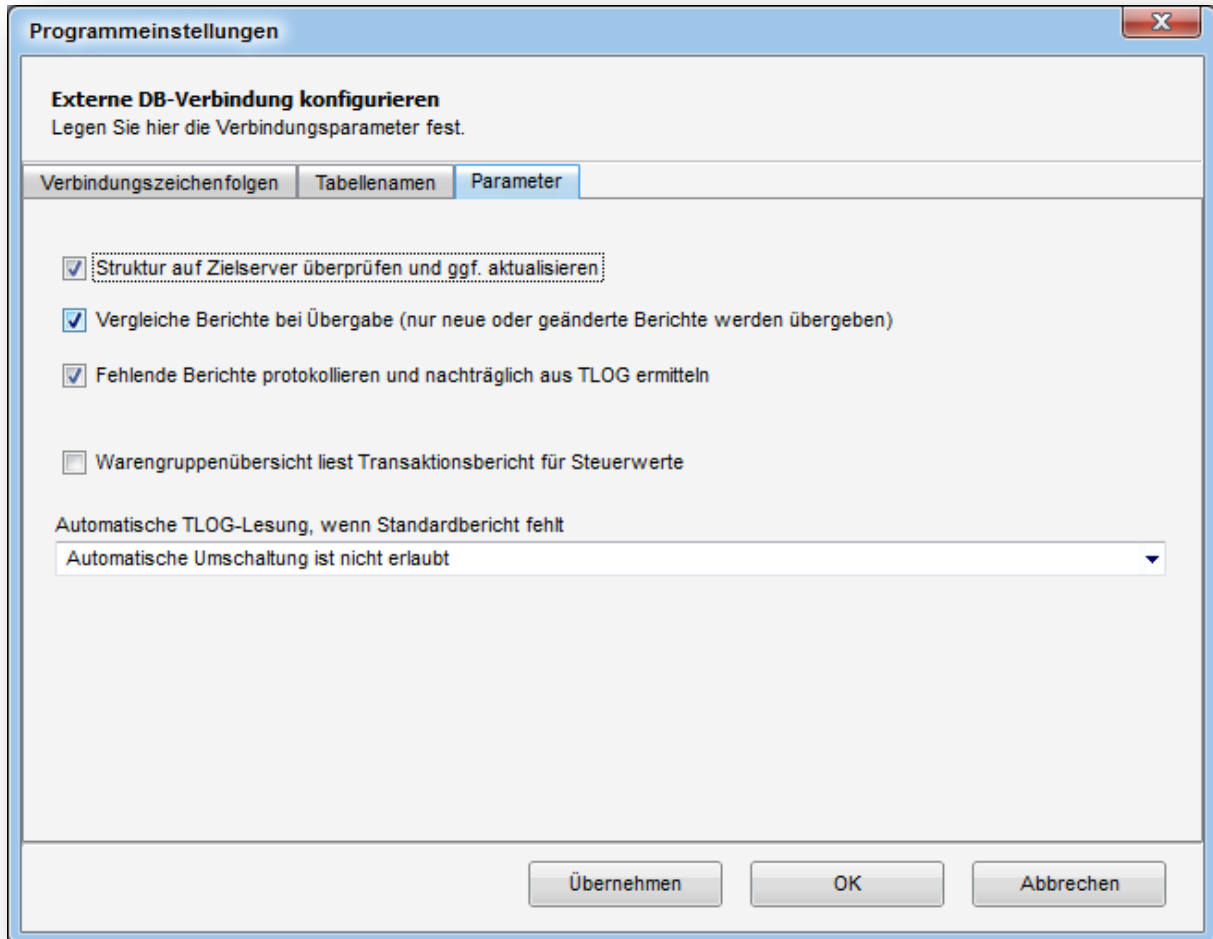 Programmeinstellungen
Externe DB-Verbindung konfigurieren
Legen Sie hier die Verbindungsparameter fest.
Verbindungszeichenfolgen Tabellenamen Parameter
Struktur auf Zielserver überprüfen und ggf. aktualisieren
Vergleiche Berichte bei Übergabe (nur neue oder geänderte Berichte werden übergeben)
Fehlende Berichte protokollieren und nachträglich aus TLOG ermitteln
Warengruppenübersicht liest Transaktionsbericht für Steuerwerte
Automatische TLOG-Lesung, wenn Standardbericht fehlt
Automatische Umschaltung ist nicht erlaubt
Übernehmen OK Abbrechen